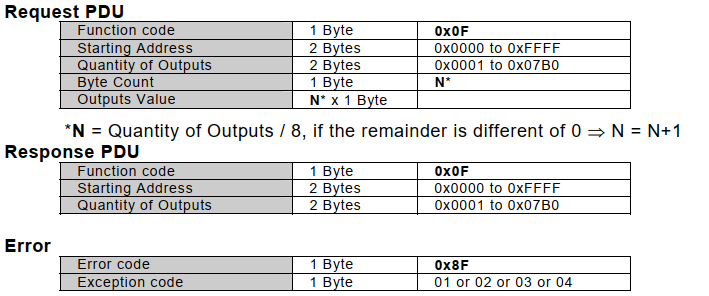 Request PDU
Function code 1 Byte 0x0F
Starting Address 2 Bytes 0x0000 to 0xFFFF
Quantity of Outputs 2 Bytes 0x0001 to 0x07B0
Byte Count 1 Byte N*
Outputs Value N* x 1 Byte
*N = Quantity of Outputs / 8, if the remainder is different of 0 ⇒ N = N+1
Response PDU
Function code 1 Byte 0x0F
Starting Address 2 Bytes 0x0000 to 0xFFFF
Quantity of Outputs 2 Bytes 0x0001 to 0x07B0
Error
Error code 1 Byte 0x8F
Exception code 1 Byte 01 or 02 or 03 or 04